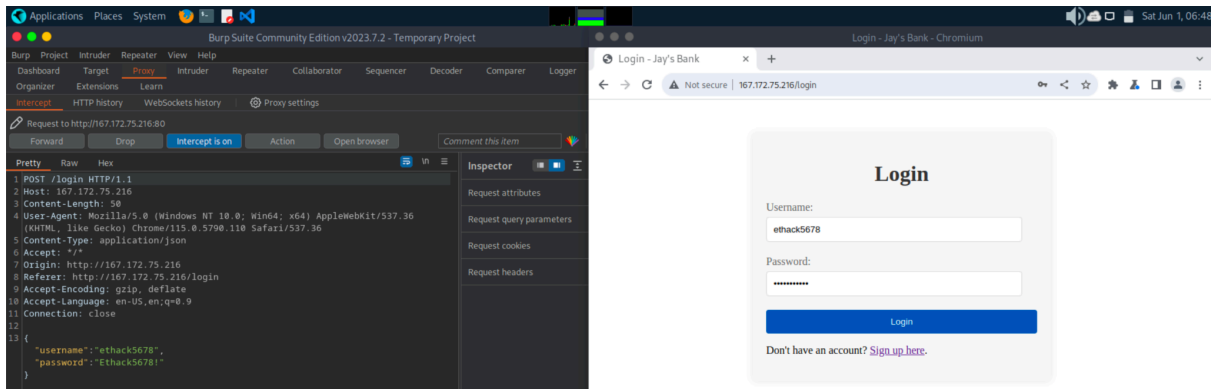 Applications Places System Sat Jun 1, 06:48
Burp Suite Community Edition v2023.7.2 - Temporary Project
Burp Project Intruder Repeater View Help
Dashboard Target Proxy Intruder Repeater Collaborator Sequencer Decoder Comparer Logger
Organizer Extensions Learn
Intercept HTTP history WebSockets history Proxy settings
Request to http://167.172.75.216:80
Forward Drop Intercept is on Action Open browser Comment this item
Pretty Raw Hex \n
Inspector
Request attributes
Request query parameters
Request cookies
Request headers
1 POST /login HTTP/1.1
2 Host: 167.172.75.216
3 Content-Length: 50
4 User-Agent: Mozilla/5.0 (Windows NT 10.0; Win64; x64) AppleWebKit/537.36
(KHTML, like Gecko) Chrome/115.0.5790.110 Safari/537.36
5 Content-Type: application/json
6 Accept: */*
7 Origin: http://167.172.75.216
8 Referer: http://167.172.75.216/login
9 Accept-Encoding: gzip, deflate
10 Accept-Language: en-US,en;q=0.9
11 Connection: close
12
13 {
"username":"ethack5678",
"password":"Ethack5678!"
}
Login - Jay's Bank - Chromium
Login - Jay's Bank
Not secure 167.172.75.216/login
Login
Username:
ethack5678
Password:
•••••••••••
Login
Don't have an account? Sign up here.